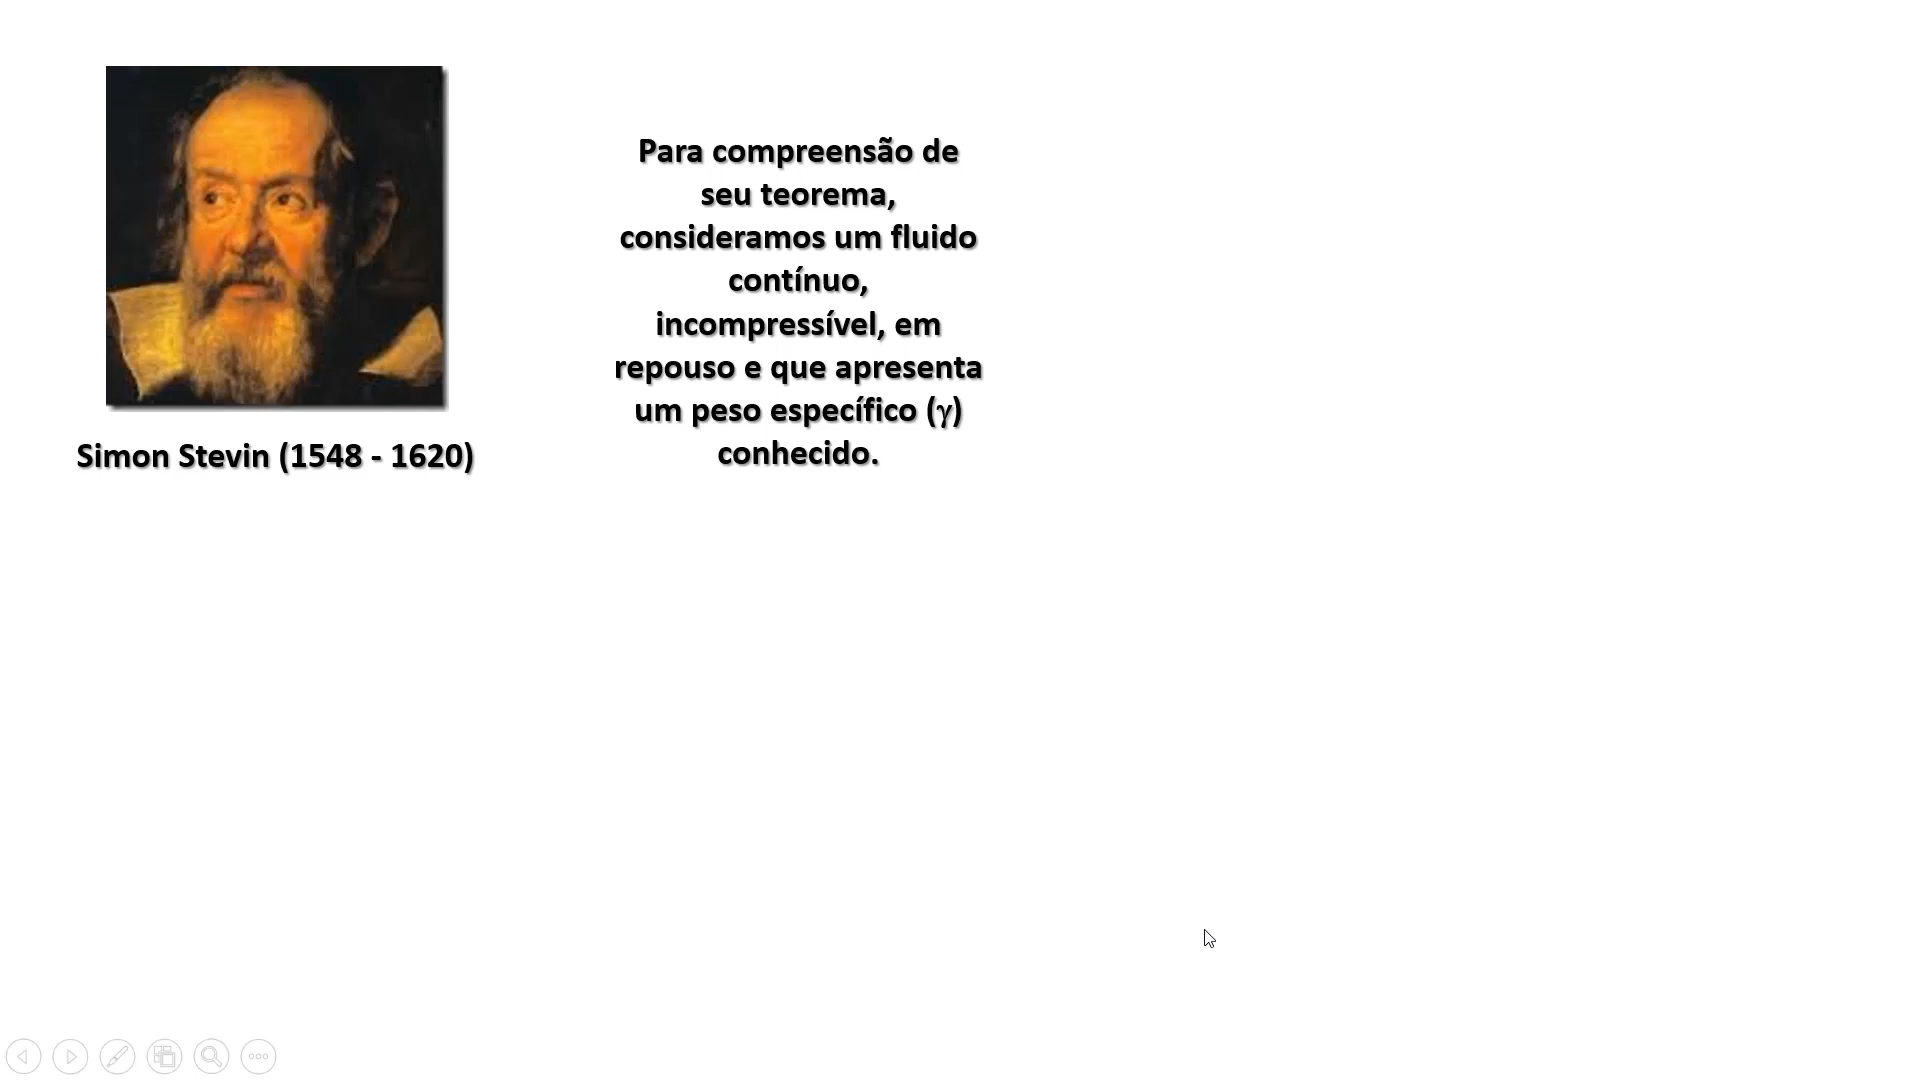 Simon Stevin (1548 - 1620)
Para compreensão de
seu teorema,
consideramos um fluido
contínuo,
incompressível, em
repouso e que apresenta
um peso específico (γ)
conhecido.